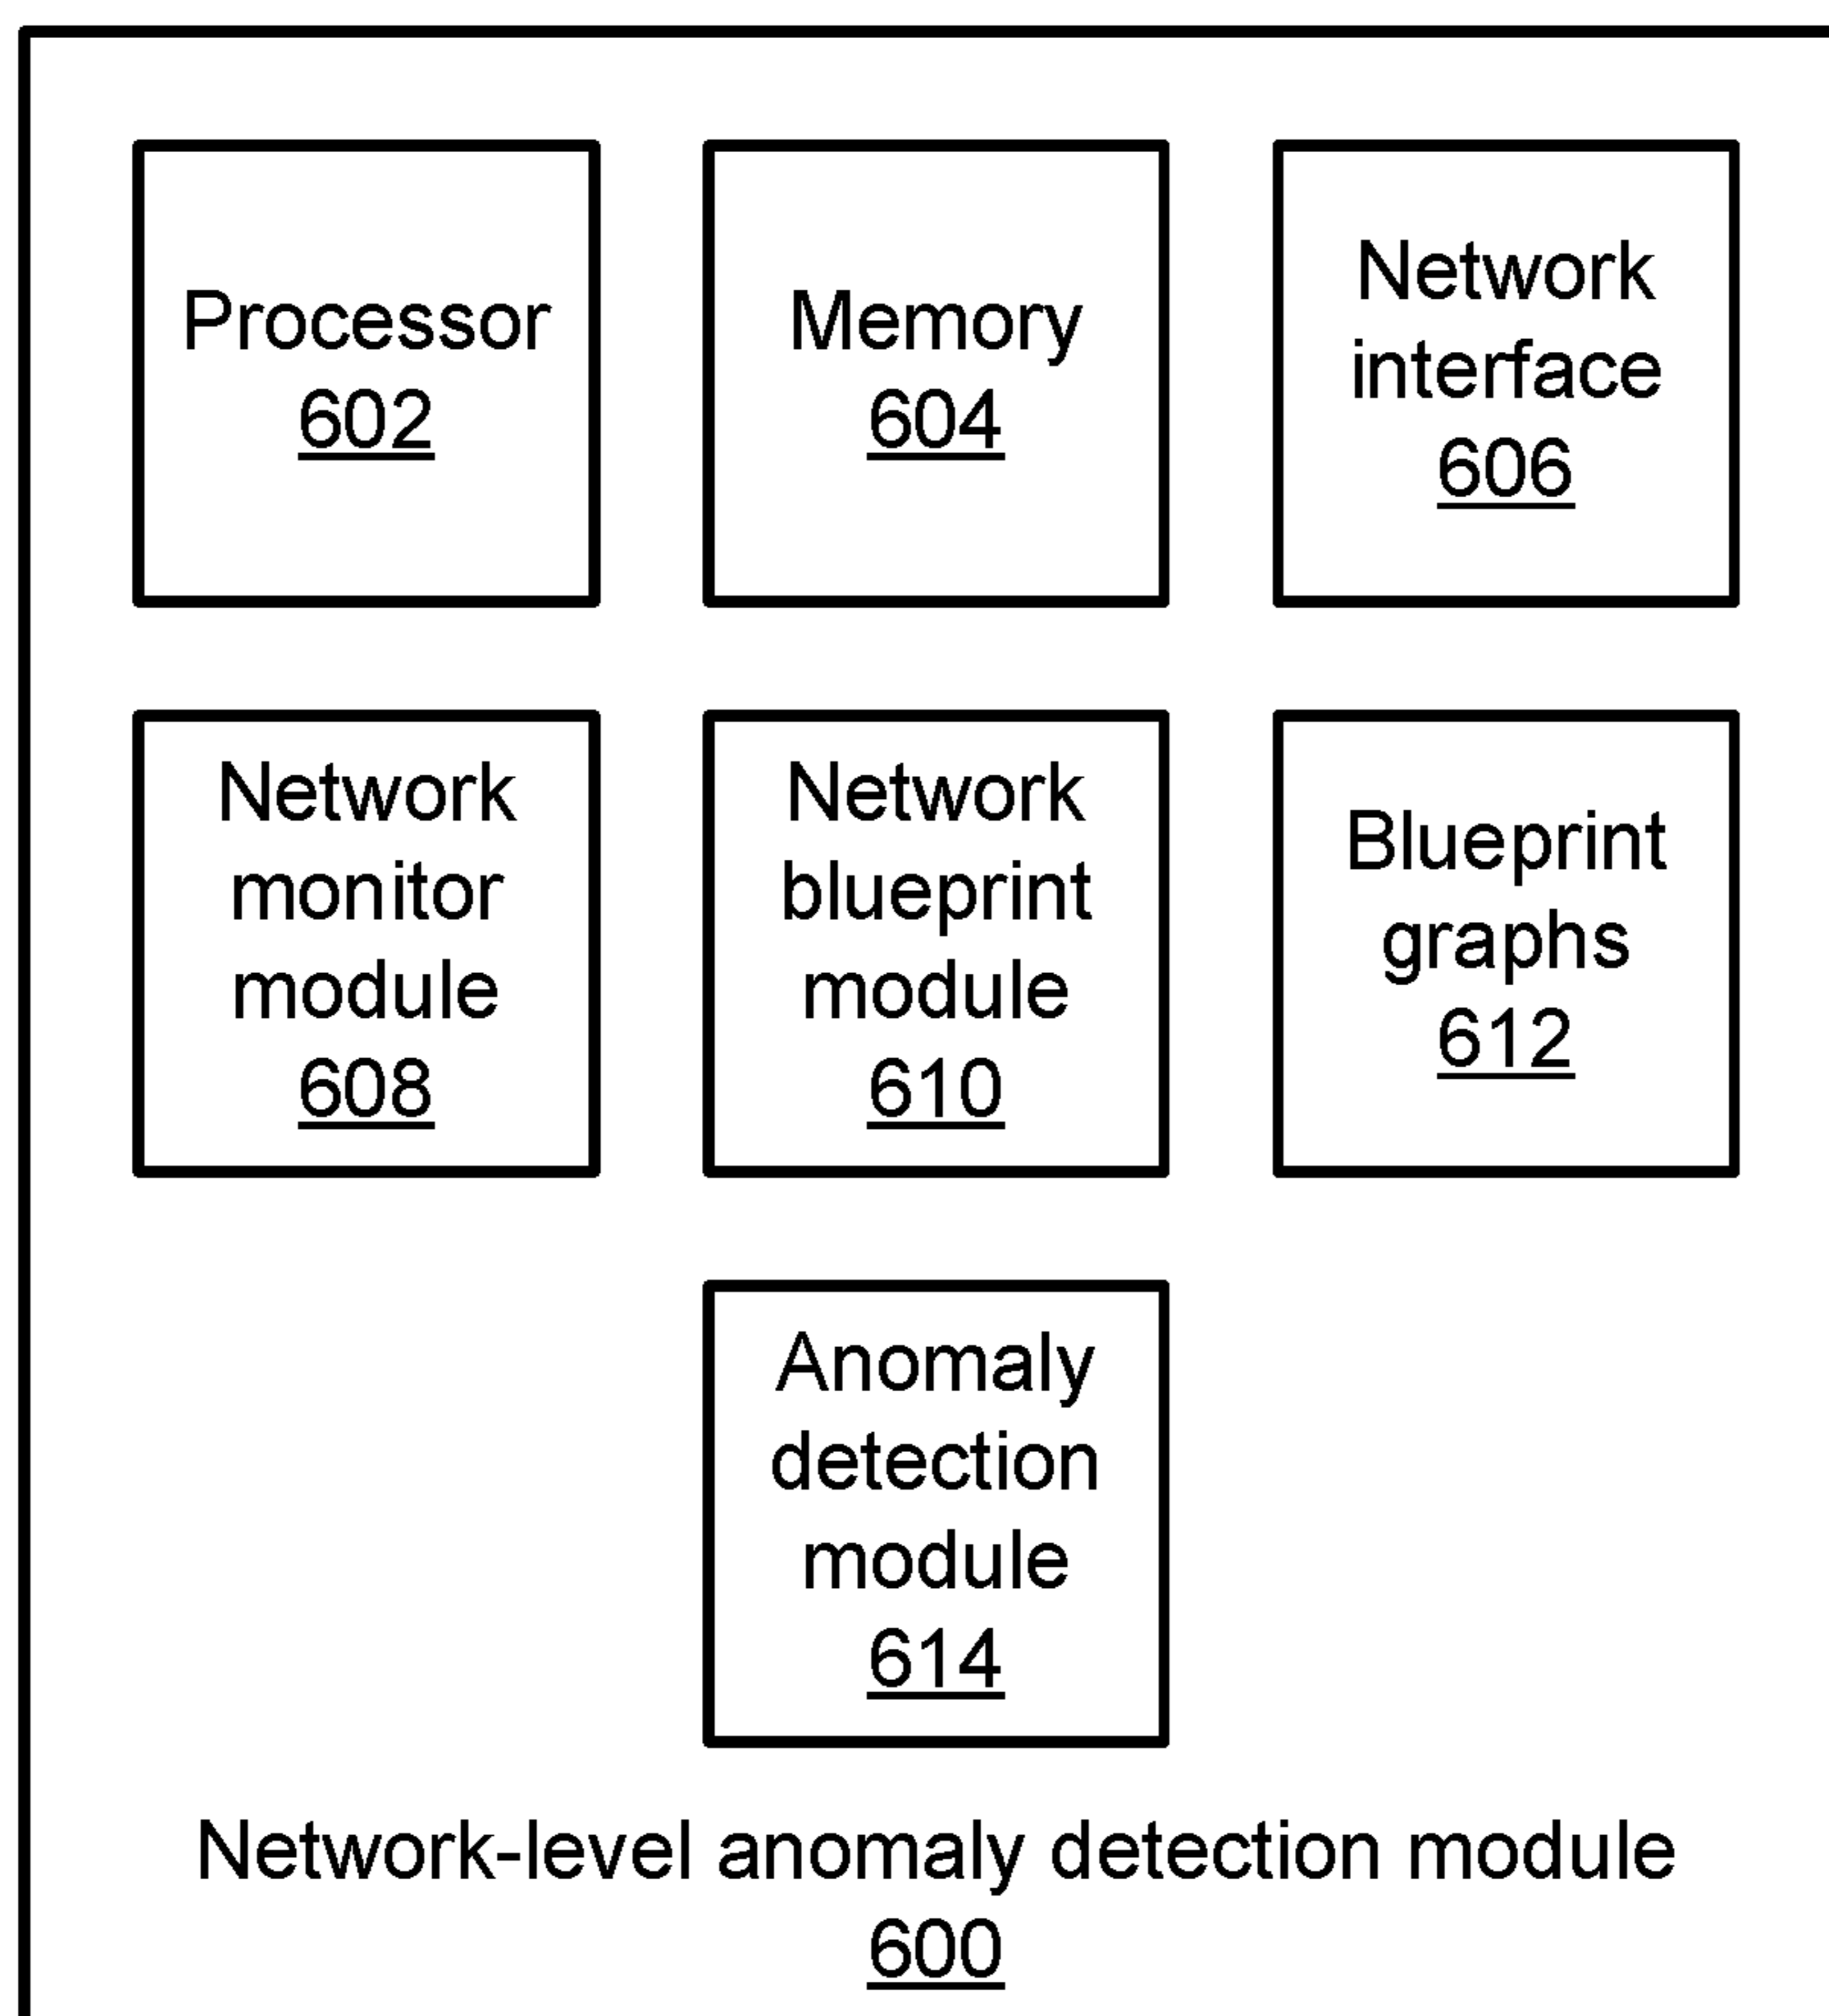 Processor
602
Memory
604
Network
interface
606
Network
monitor
module
608
Network
blueprint
module
610
Blueprint
graphs
612
Anomaly
detection
module
614
Network-level anomaly detection module
600